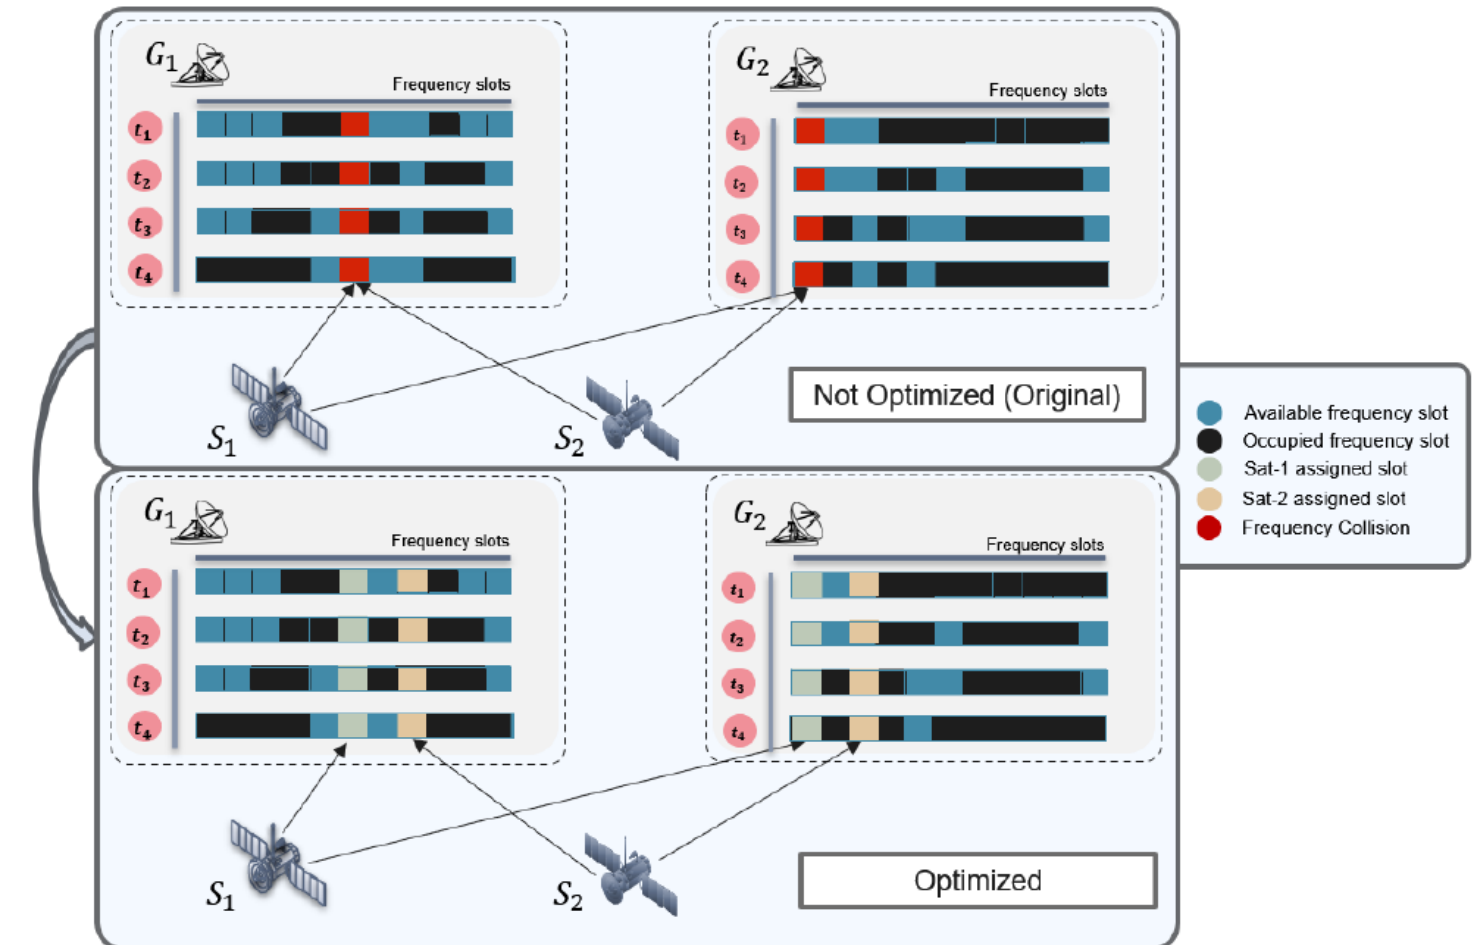 G₁
Frequency slots
t₁
t₂
t₃
t₄
G₂
Frequency slots
t₁
t₂
t₃
t₄
S₁
S₂
Not Optimized (Original)
Available frequency slot
Occupied frequency slot
Sat-1 assigned slot
Sat-2 assigned slot
Frequency Collision
G₁
Frequency slots
t₁
t₂
t₃
t₄
G₂
Frequency slots
t₁
t₂
t₃
t₄
S₁
S₂
Optimized